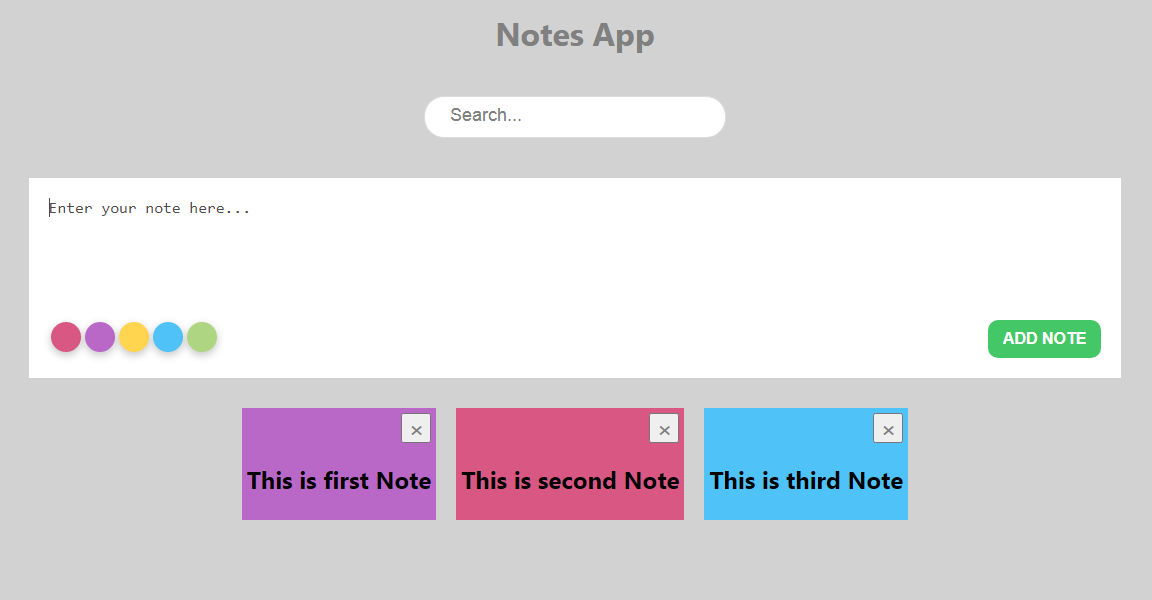 Notes App
Search...
Enter your note here...
ADD NOTE
×
×
×
This is first Note
This is second Note
This is third Note